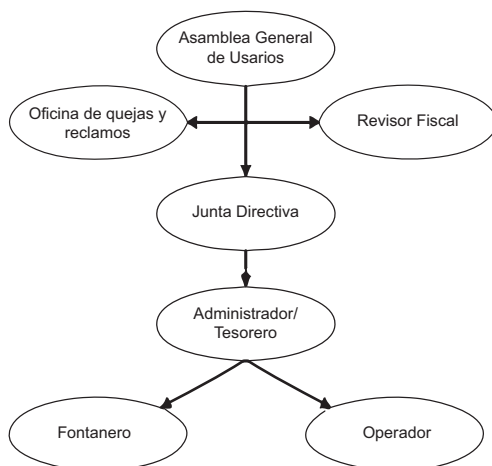 Asamblea General
de Usarios
Oficina de quejas y
reclamos
Revisor Fiscal
Junta Directiva
Administrador/
Tesorero
Fontanero
Operador